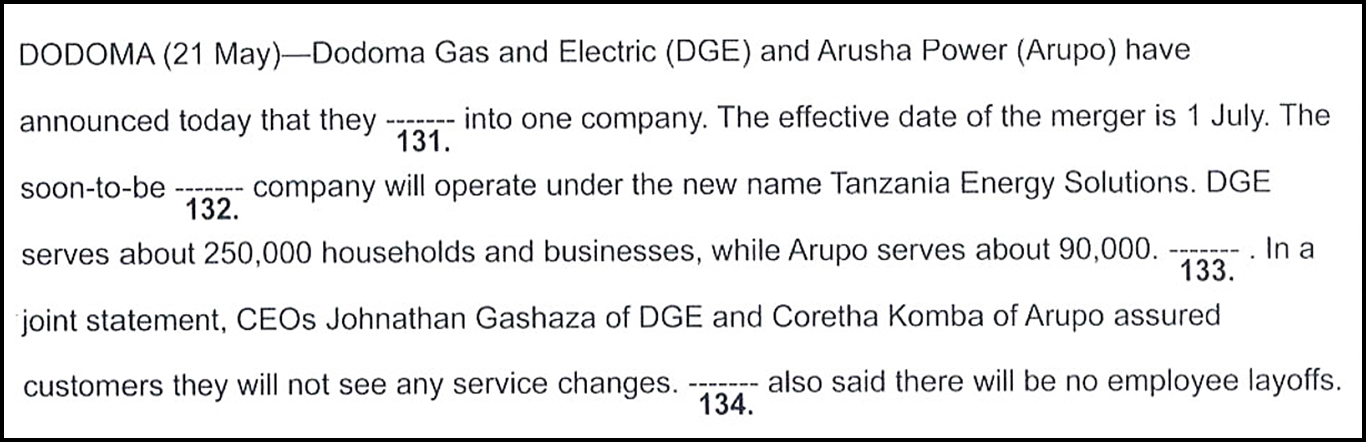 DODOMA (21 May)—Dodoma Gas and Electric (DGE) and Arusha Power (Arupo) have
announced today that they ------- into one company. The effective date of the merger is 1 July. The
131.
soon-to-be ------- company will operate under the new name Tanzania Energy Solutions. DGE
132.
serves about 250,000 households and businesses, while Arupo serves about 90,000. ------- . In a
133.
joint statement, CEOs Johnathan Gashaza of DGE and Coretha Komba of Arupo assured
customers they will not see any service changes. ------- also said there will be no employee layoffs.
134.